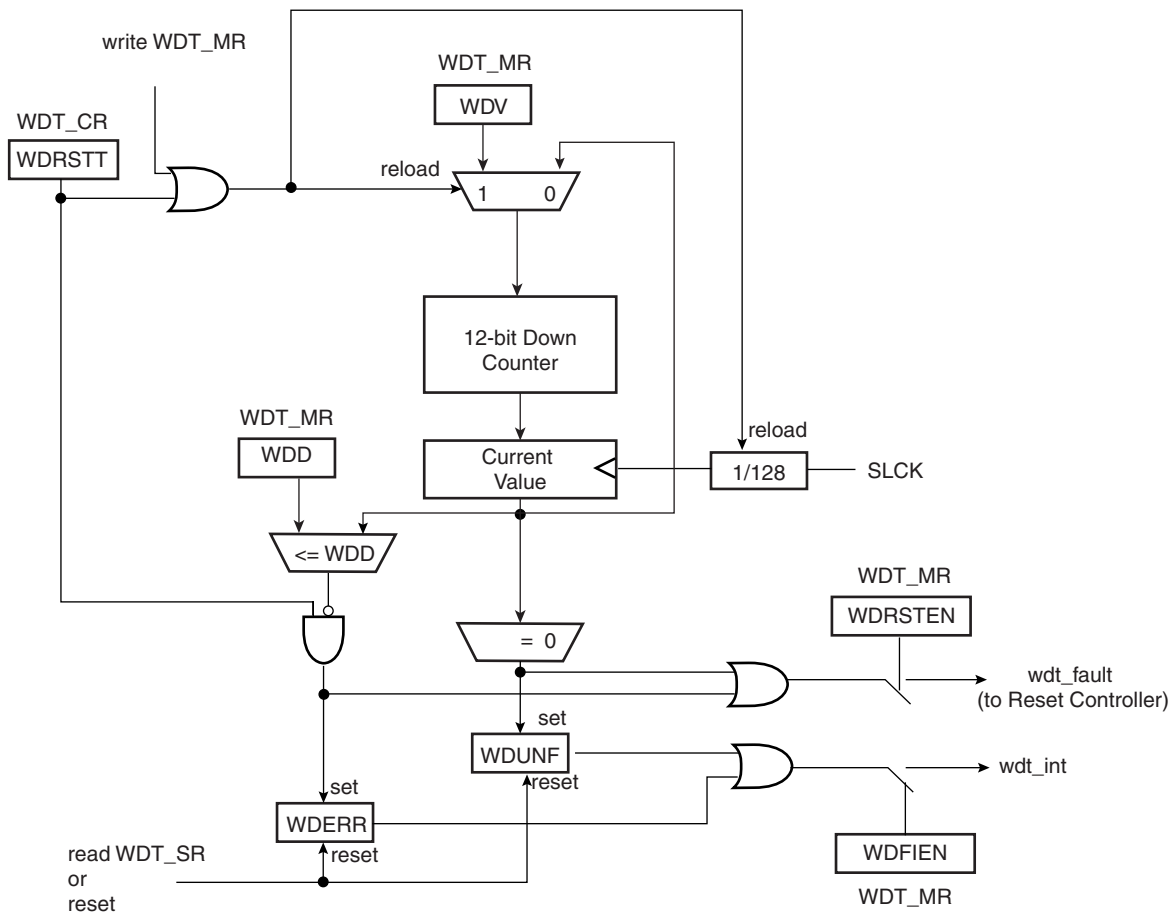 write WDT_MR
WDT_MR
WDV
WDT_CR
WDRSTT
reload
1 0
12-bit Down
Counter
WDT_MR
WDD
Current
Value
reload
1/128
SLCK
<= WDD
= 0
WDT_MR
WDRSTEN
wdt_fault
(to Reset Controller)
set
WDUNF
reset
wdt_int
set
WDERR
reset
read WDT_SR
or
reset
WDFIEN
WDT_MR